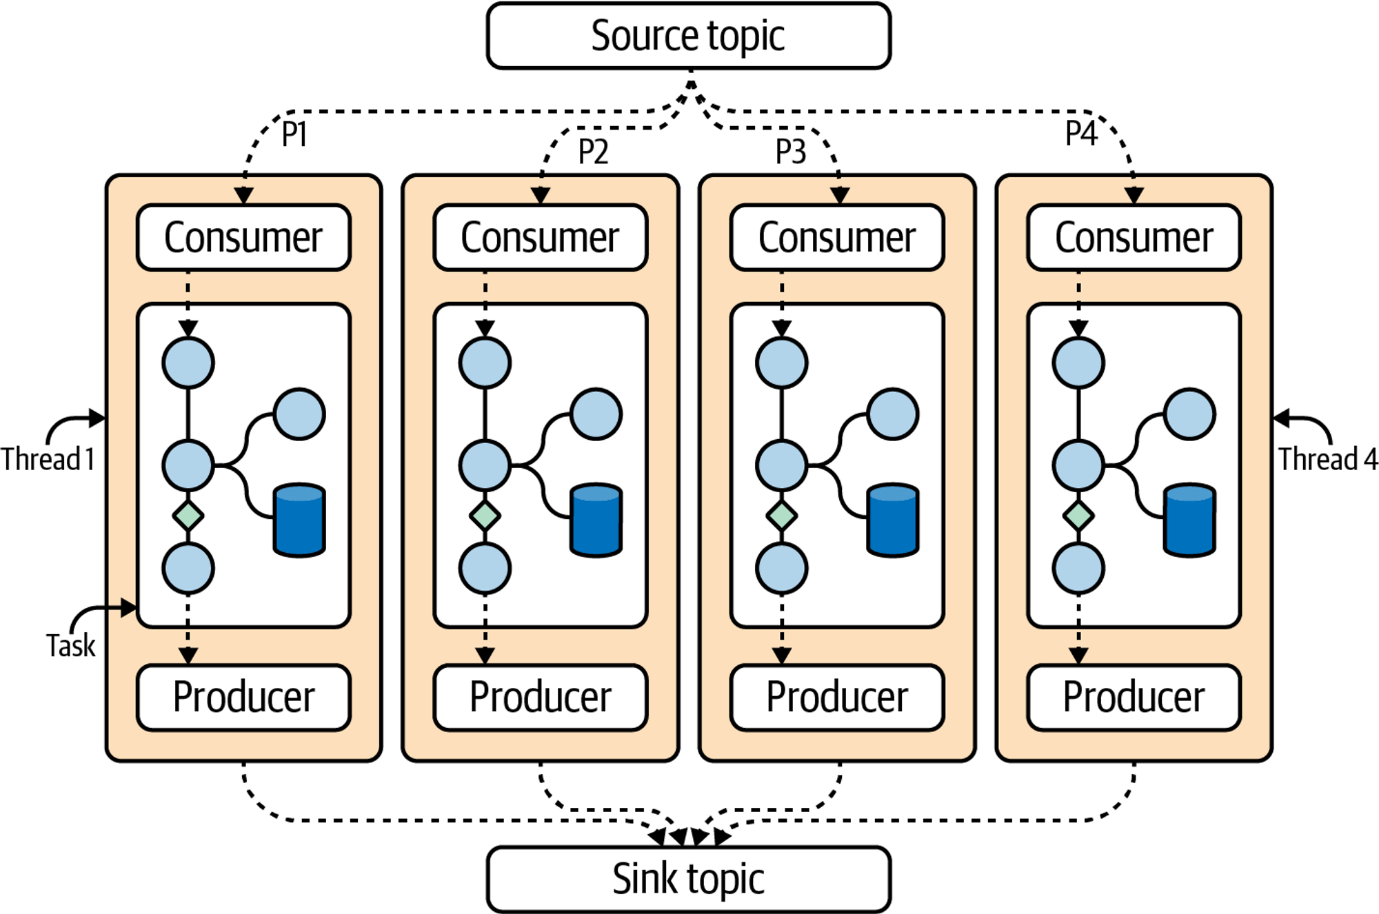 Source topic
P1
P2
P3
P4
Consumer
Consumer
Consumer
Consumer
Thread 1
Thread 4
Task
Producer
Producer
Producer
Producer
Sink topic